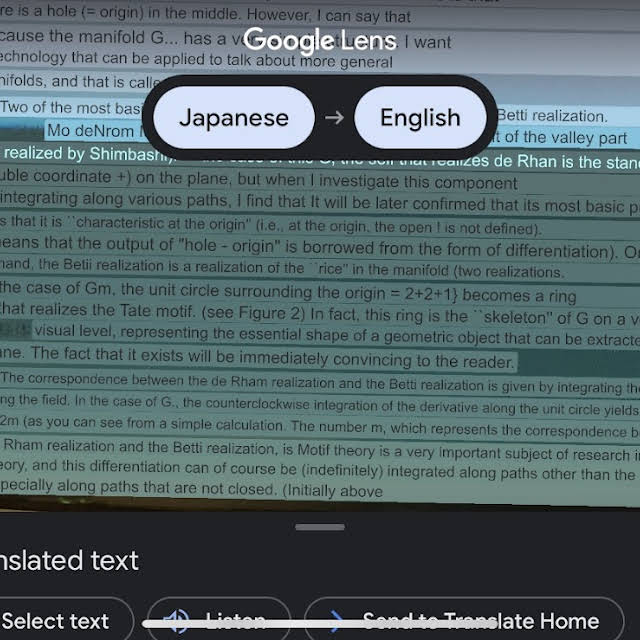 re is a hole (= origin) in the middle. However, I can say that
Google Lens
cause the manifold G... has a I want
echnology that can be applied to talk about more general
nifolds, and that is calle
Two of the most basi Betti realization.
Japanese → English
Mo deNrom t of the valley part
realized by Shimbashi). realizes de Rhan is the stan
uble coordinate +) on the plane, but when I investigate this component
integrating along various paths, I find that It will be later confirmed that its most basic p
s that it is ``characteristic at the origin" (i.e., at the origin, the open ! is not defined).
neans that the output of "hole - origin" is borrowed from the form of differentiation). O
nand, the Betii realization is a realization of the ``rice" in the manifold (two realizations.
the case of Gm, the unit circle surrounding the origin = 2+2+1} becomes a ring
that realizes the Tate motif. (see Figure 2) In fact, this ring is the ``skeleton" of G on a v
visual level, representing the essential shape of a geometric object that can be extracte
ane. The fact that it exists will be immediately convincing to the reader.
The correspondence between the de Rham realization and the Betti realization is given by integrating the
ng the field. In the case of G., the counterclockwise integration of the derivative along the unit circle yields
2m (as you can see from a simple calculation. The number m, which represents the correspondence b
Rham realization and the Betti realization, is Motif theory is a very important subject of research i
eory, and this differentiation can of course be (indefinitely) integrated along paths other than the
pecially along paths that are not closed. (Initially above
nslated text
Select text
Listen
Send to Translate Home